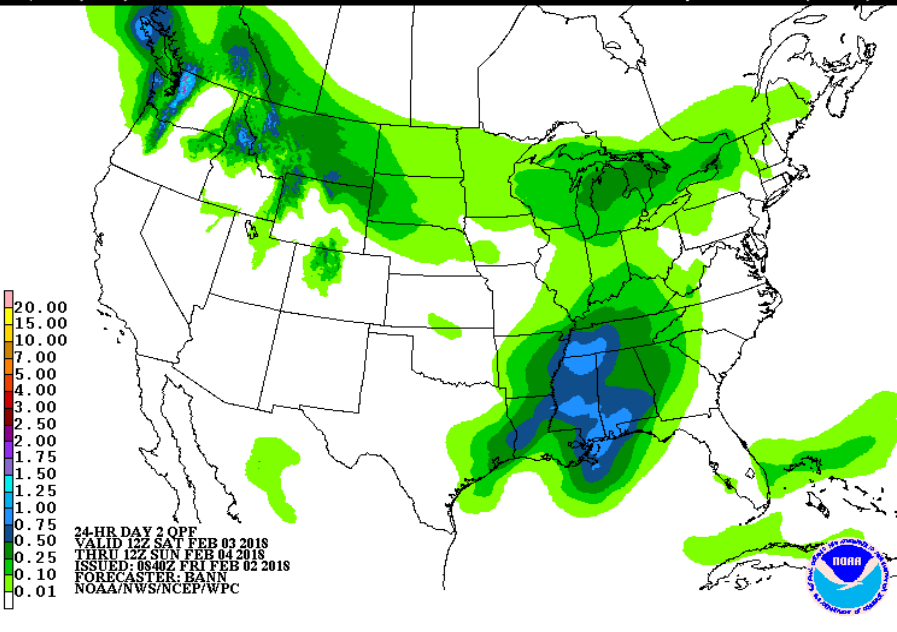 20.00
15.00
10.00
7.00
5.00
4.00
3.00
2.50
2.00
1.75
1.50
1.25
1.00
0.75
0.50
0.25
0.10
0.01
24-HR DAY 2 QPF
VALID 12Z SAT FEB 03 2018
THRU 12Z SUN FEB 04 2018
ISSUED: 0840Z FRI FEB 02 2018
FORECASTER: BANN
NOAA/NWS/NCEP/WPC
NOAA